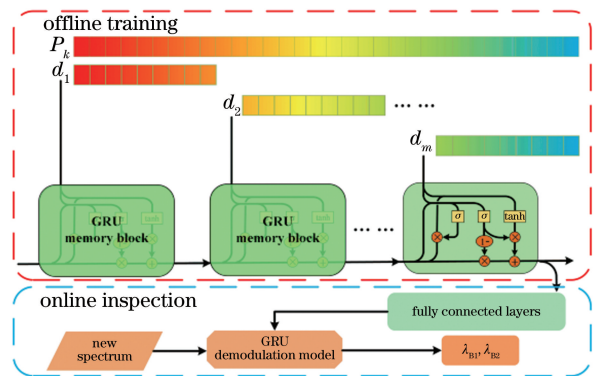 offline training
P_k
d_1
d_2
... ...
d_m
GRU
memory block
GRU
memory block
... ...
σ
σ
tanh
1-
online inspection
fully connected layers
new
spectrum
GRU
demodulation model
λ_B1, λ_B2